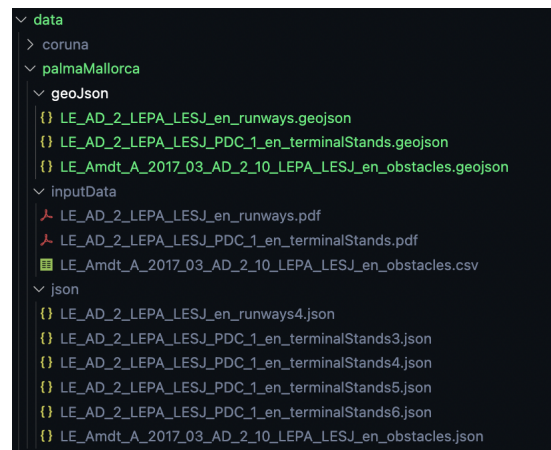 data
coruna
palmaMallorca
geoJson
{} LE_AD_2_LEPA_LESJ_en_runways.geojson
{} LE_AD_2_LEPA_LESJ_PDC_1_en_terminalStands.geojson
{} LE_Amdt_A_2017_03_AD_2_10_LEPA_LESJ_en_obstacles.geojson
inputData
LE_AD_2_LEPA_LESJ_en_runways.pdf
LE_AD_2_LEPA_LESJ_PDC_1_en_terminalStands.pdf
LE_Amdt_A_2017_03_AD_2_10_LEPA_LESJ_en_obstacles.csv
json
{} LE_AD_2_LEPA_LESJ_en_runways4.json
{} LE_AD_2_LEPA_LESJ_PDC_1_en_terminalStands3.json
{} LE_AD_2_LEPA_LESJ_PDC_1_en_terminalStands4.json
{} LE_AD_2_LEPA_LESJ_PDC_1_en_terminalStands5.json
{} LE_AD_2_LEPA_LESJ_PDC_1_en_terminalStands6.json
{} LE_Amdt_A_2017_03_AD_2_10_LEPA_LESJ_en_obstacles.json